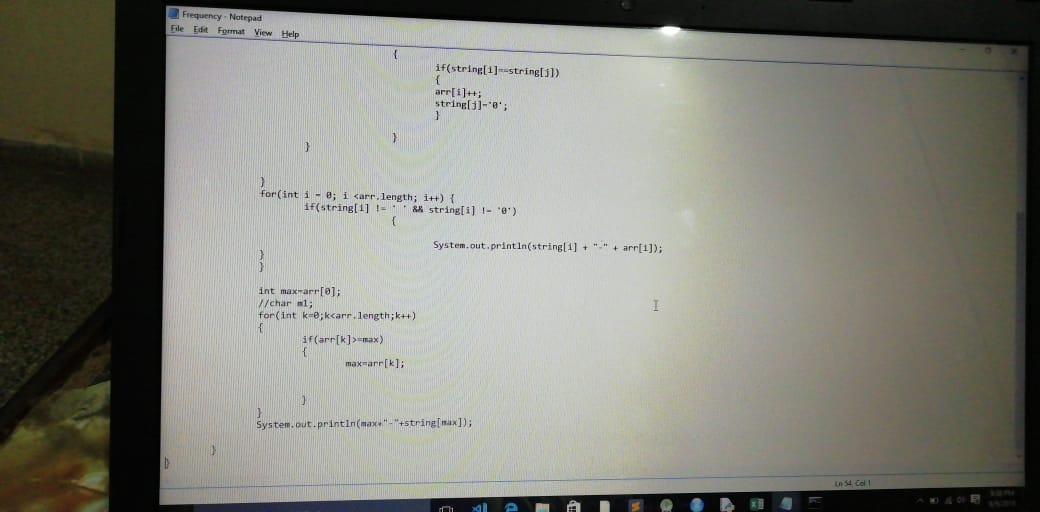 Frequency - Notepad
File Edit Format View Help
{
if(string[i]==string[j])
{
arr[i]++;
string[j]='0';
}
}
}
}
for(int i = 0; i <arr.length; i++) {
if(string[i] != ' ' && string[i] != '0')
{
System.out.println(string[i] + "-" + arr[i]);
}
}
int max=arr[0];
//char m1;
for(int k=0;k<arr.length;k++)
{
if(arr[k]>=max)
{
max=arr[k];
}
}
System.out.println(max+"-"+string[max]);
}
}
Ln 54, Col 1